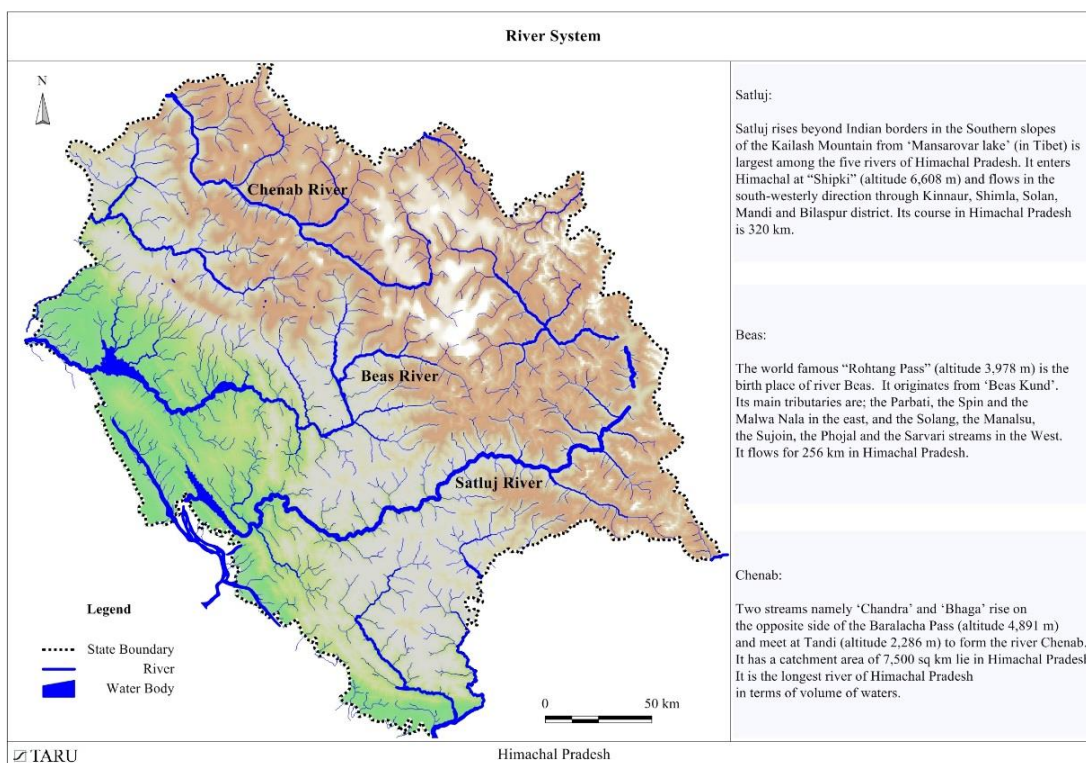 River System
N
Chenab River
Beas River
Satluj River
Legend
State Boundary
River
Water Body
0 50 km
Satluj:
Satluj rises beyond Indian borders in the Southern slopes
of the Kailash Mountain from ‘Mansarovar lake’ (in Tibet) is
largest among the five rivers of Himachal Pradesh. It enters
Himachal at “Shipki” (altitude 6,608 m) and flows in the
south-westerly direction through Kinnaur, Shimla, Solan,
Mandi and Bilaspur district. Its course in Himachal Pradesh
is 320 km.
Beas:
The world famous “Rohtang Pass” (altitude 3,978 m) is the
birth place of river Beas. It originates from ‘Beas Kund’.
Its main tributaries are; the Parbati, the Spin and the
Malwa Nala in the east, and the Solang, the Manalsu,
the Sujoin, the Phojal and the Sarvari streams in the West.
It flows for 256 km in Himachal Pradesh.
Chenab:
Two streams namely ‘Chandra’ and ‘Bhaga’ rise on
the opposite side of the Baralacha Pass (altitude 4,891 m)
and meet at Tandi (altitude 2,286 m) to form the river Chenab.
It has a catchment area of 7,500 sq km lie in Himachal Pradesh
It is the longest river of Himachal Pradesh
in terms of volume of waters.
TARU
Himachal Pradesh